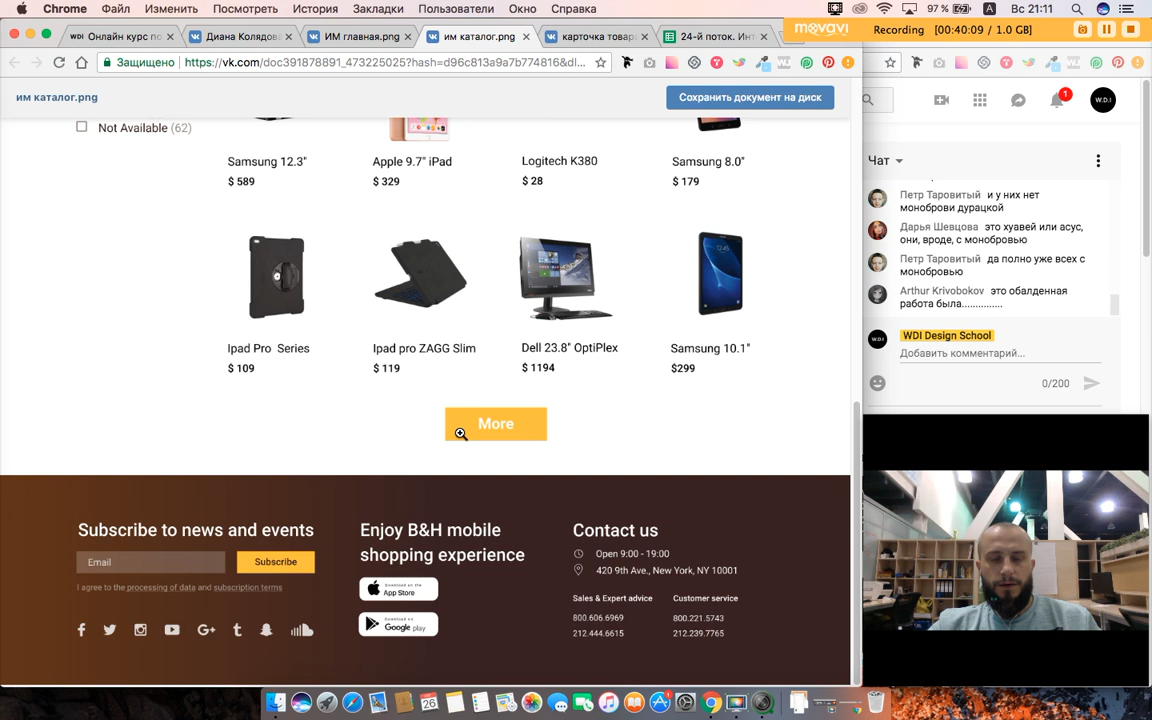 Chrome Файл Изменить Посмотреть История Закладки Пользователи Окно Справка
97 % Вс 21:11
WDI Онлайн курс по
Диана Колядов
ИМ главная.png
им каталог.png
карточка товар
24-й поток. Инт
movavi
Recording [00:40:09 / 1.0 GB]
Защищено https://vk.com/doc391878891_473225025?hash=d96c813a9a7b774816&dl...
им каталог.png
Сохранить документ на диск
Not Available (62)
Samsung 12.3"
$ 589
Apple 9.7" iPad
$ 329
Logitech K380
$ 28
Samsung 8.0"
$ 179
Ipad Pro Series
$ 109
Ipad pro ZAGG Slim
$ 119
Dell 23.8" OptiPlex
$ 1194
Samsung 10.1"
$299
More
Subscribe to news and events
Email
Subscribe
I agree to the processing of data and subscription terms
Enjoy B&H mobile
shopping experience
Download on the
App Store
Google play
Contact us
Open 9:00 - 19:00
420 9th Ave., New York, NY 10001
Sales & Expert advice
800.606.6969
212.444.6615
Customer service
800.221.5743
212.239.7765
1
W.D.I
Чат
Петр Таровитый и у них нет
моноброви дурацкой
Дарья Шевцова это хуавей или асус,
они, вроде, с монобровью
Петр Таровитый да полно уже всех с
монобровью
Arthur Krivobokov это обалденная
работа была...............
WDI Design School
Добавить комментарий...
0/200